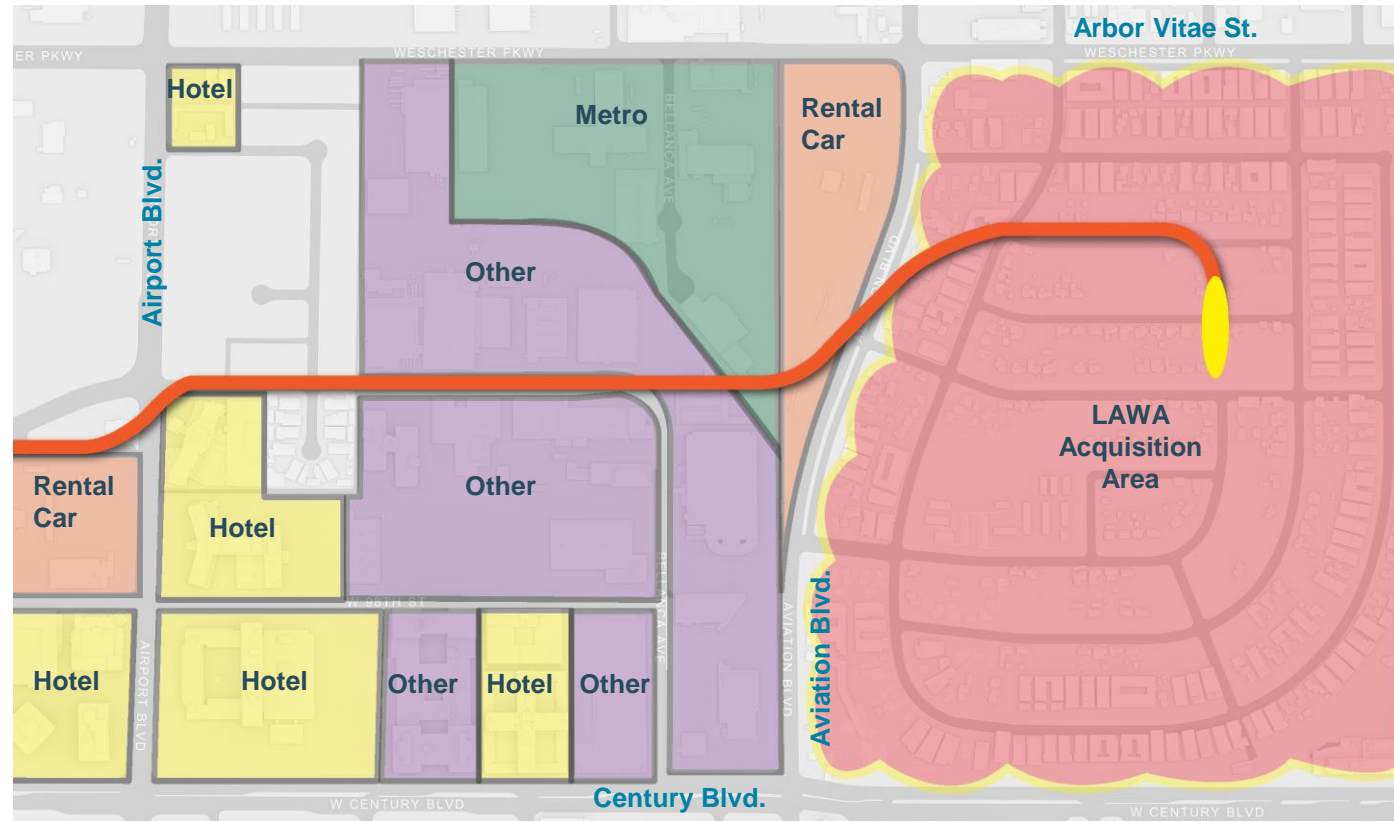 Arbor Vitae St.
ER PKWY
WESCHESTER PKWY
WESCHESTER PKWY
Hotel
Metro
Rental
Car
BELLANCA AVE
Airport Blvd.
Other
LAWA
Acquisition
Area
Rental
Car
Other
Hotel
W 98TH ST
BELLANCA AVE
AVIATION BLVD
Aviation Blvd.
Hotel
AIRPORT BLVD
Hotel
Other
Hotel
Other
Century Blvd.
W CENTURY BLVD
W CENTURY BLVD